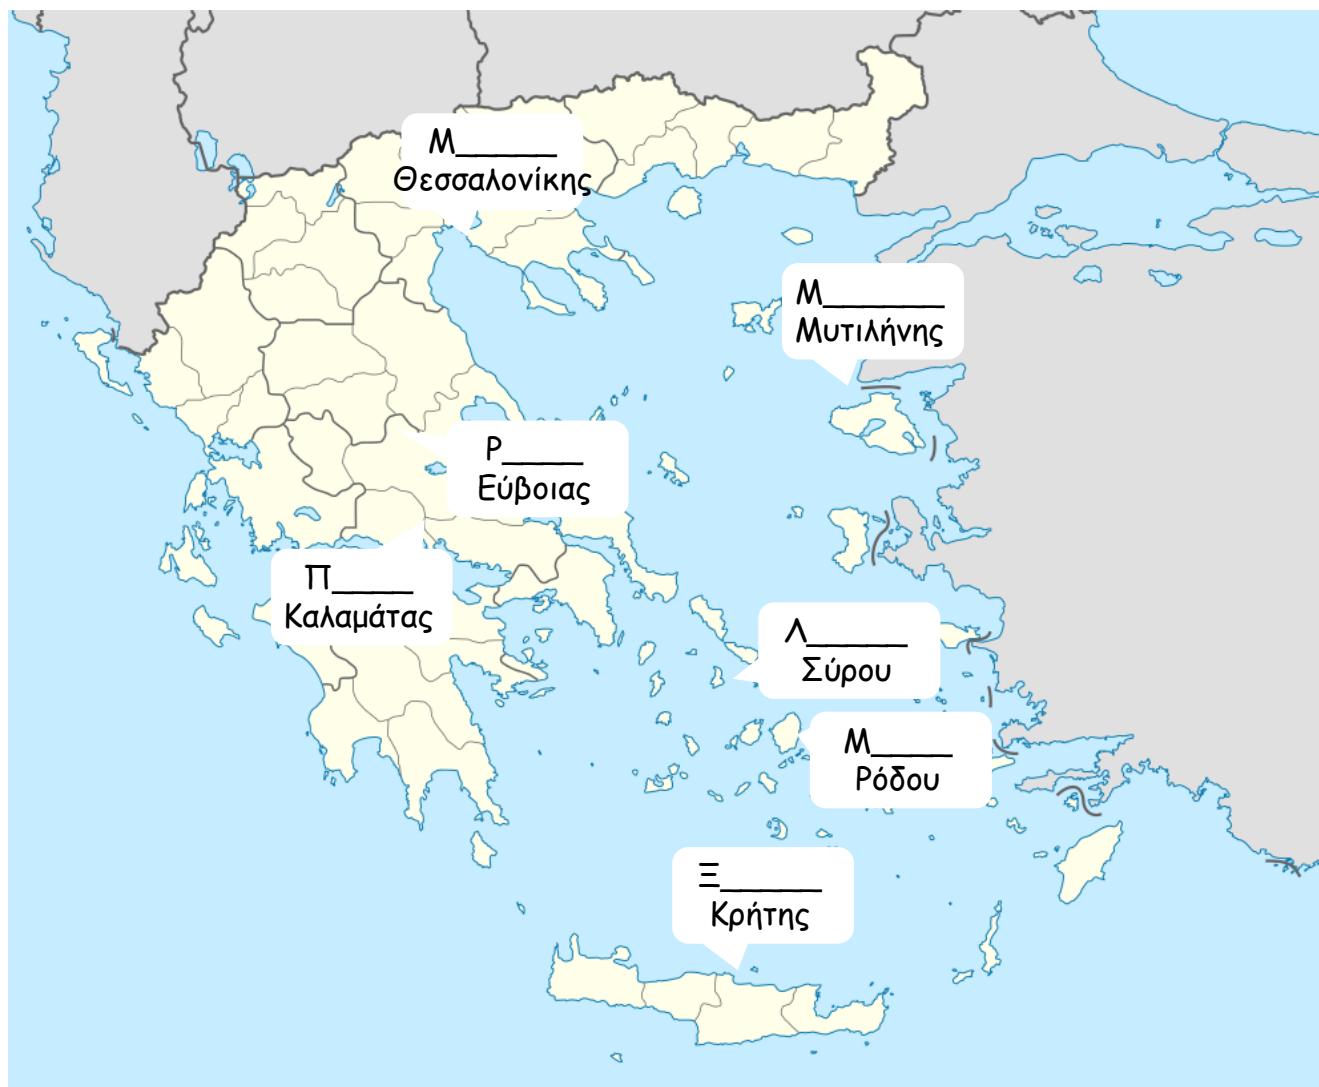 Μ_____
Θεσσαλονίκης
Μ______
Μυτιλήνης
Ρ____
Εύβοιας
Π____
Καλαμάτας
Λ_____
Σύρου
Μ____
Ρόδου
Ξ_____
Κρήτης